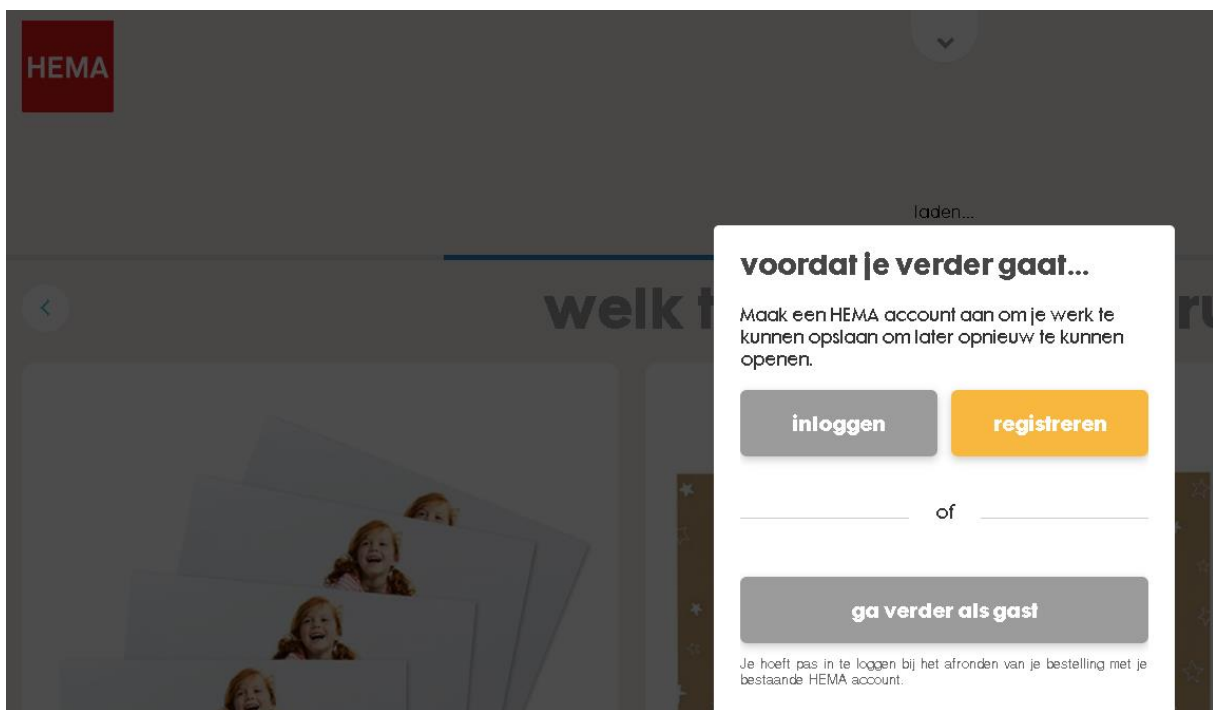 HEMA
laden...
voordat je verder gaat...
welk
Maak een HEMA account aan om je werk te
kunnen opslaan om later opnieuw te kunnen
openen.
inloggen
registreren
of
ga verder als gast
Je hoeft pas in te loggen bij het afronden van je bestelling met je
bestaande HEMA account.